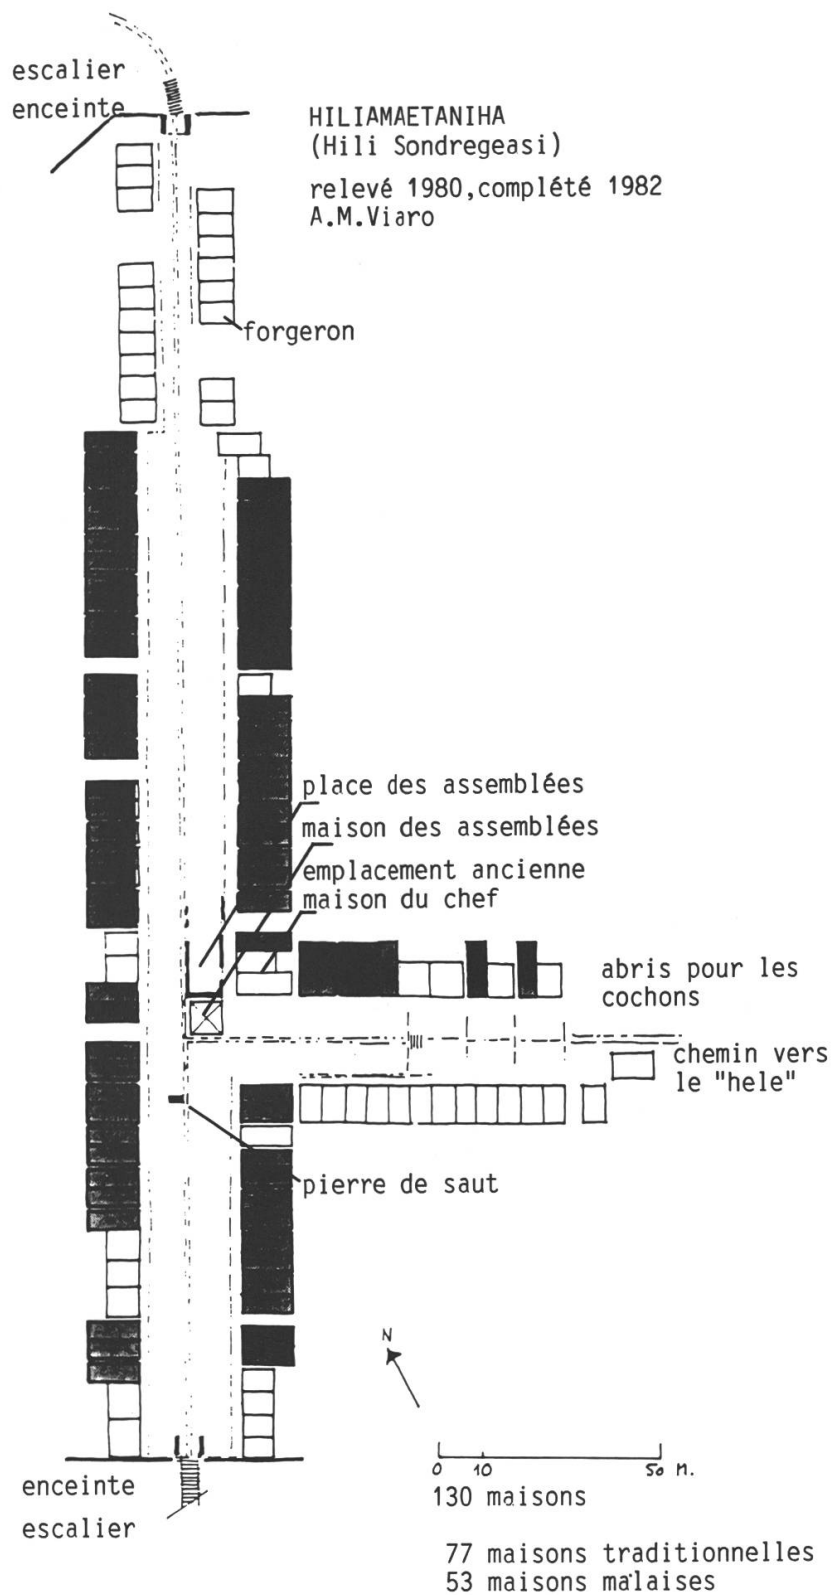 escalier
enceinte
HILIAMAETANIHA
(Hili Sondregeasi)
relevé 1980,complété 1982
A.M.Viaro
forgeron
place des assemblées
maison des assemblées
emplacement ancienne
maison du chef
abris pour les
cochons
chemin vers
le "hele"
pierre de saut
N
0 10 50 M.
enceinte
escalier
130 maisons
77 maisons traditionnelles
53 maisons malaises